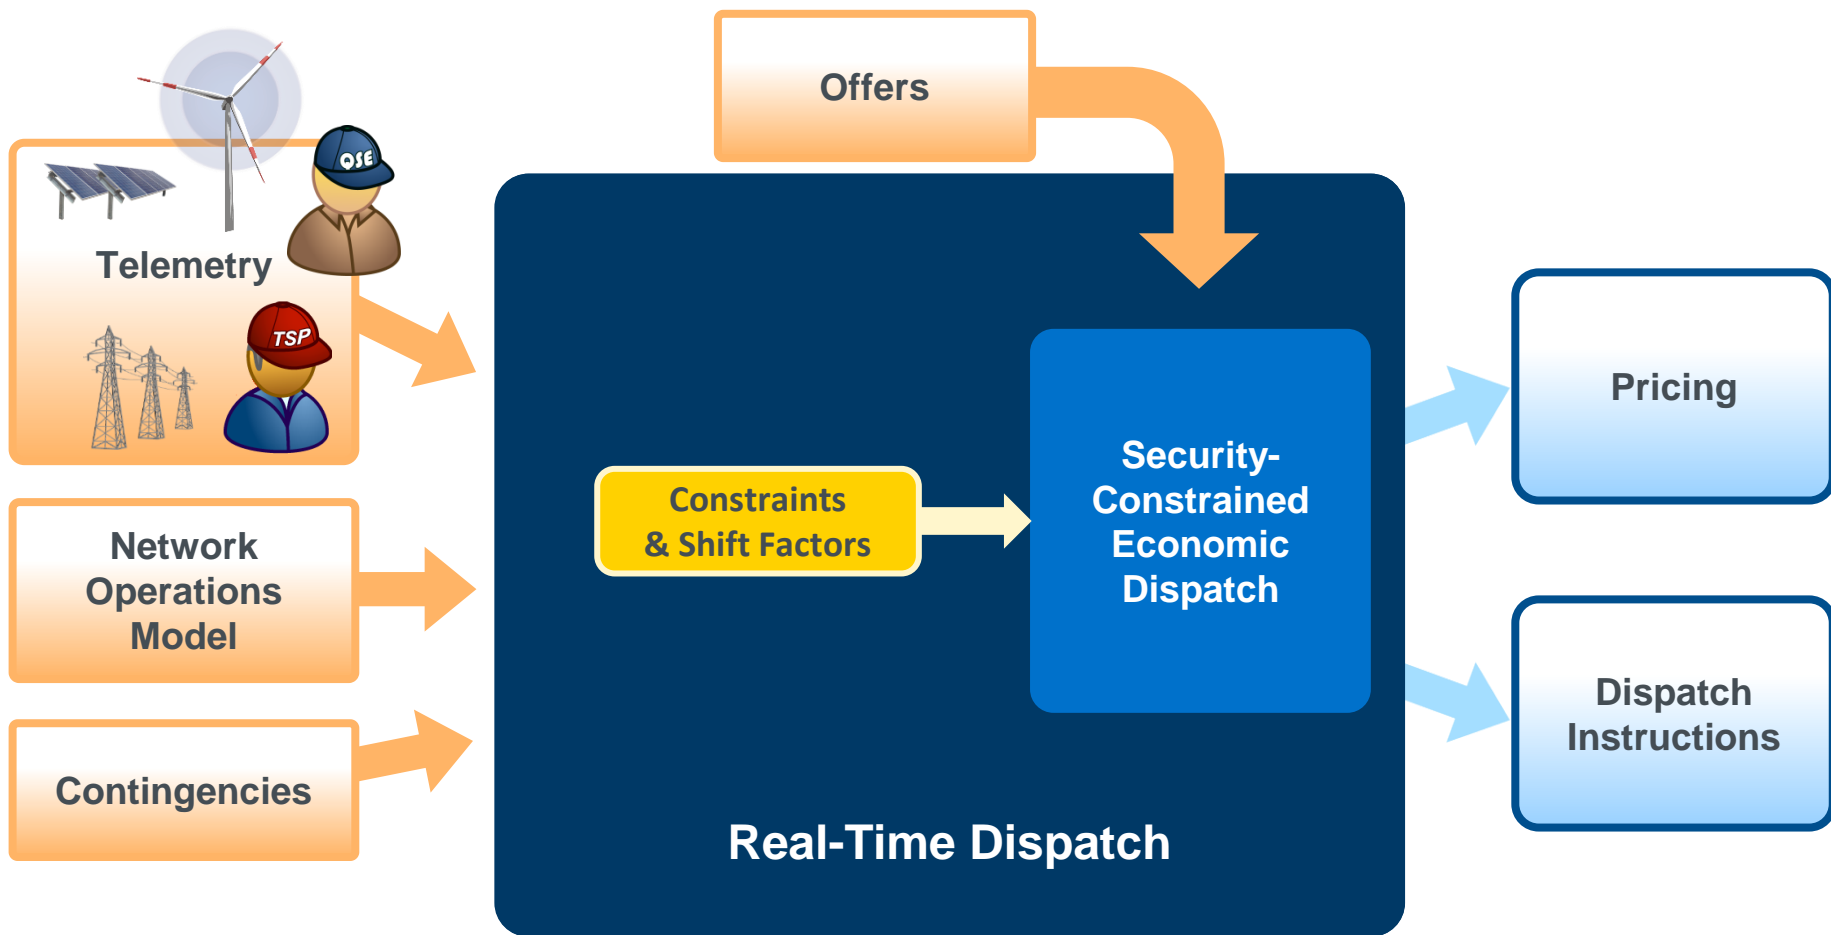 Offers
QSE
Telemetry
TSP
Network
Operations
Model
Contingencies
Constraints
& Shift Factors
Security-
Constrained
Economic
Dispatch
Real-Time Dispatch
Pricing
Dispatch
Instructions